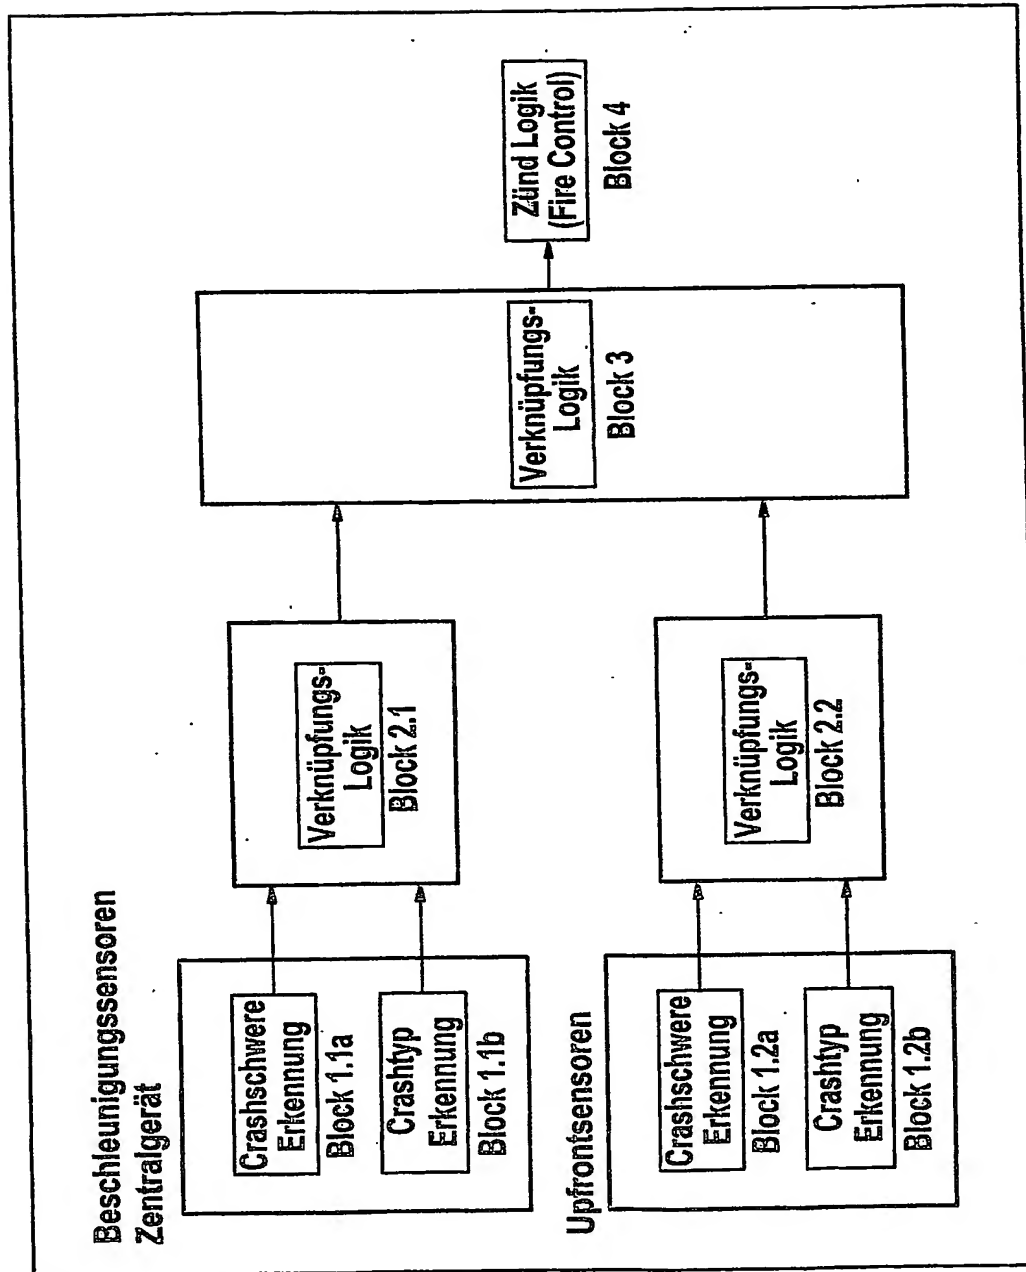 Beschleunigungssensoren
Zentralgerät
Crashschwere
Erkennung
Block 1.1a
Crashtyp
Erkennung
Block 1.1b
Verknüpfungs-
Logik
Block 2.1
Upfrontsensoren
Crashschwere
Erkennung
Block 1.2a
Crashtyp
Erkennung
Block 1.2b
Verknüpfungs-
Logik
Block 2.2
Verknüpfungs-
Logik
Block 3
Zünd Logik
(Fire Control)
Block 4